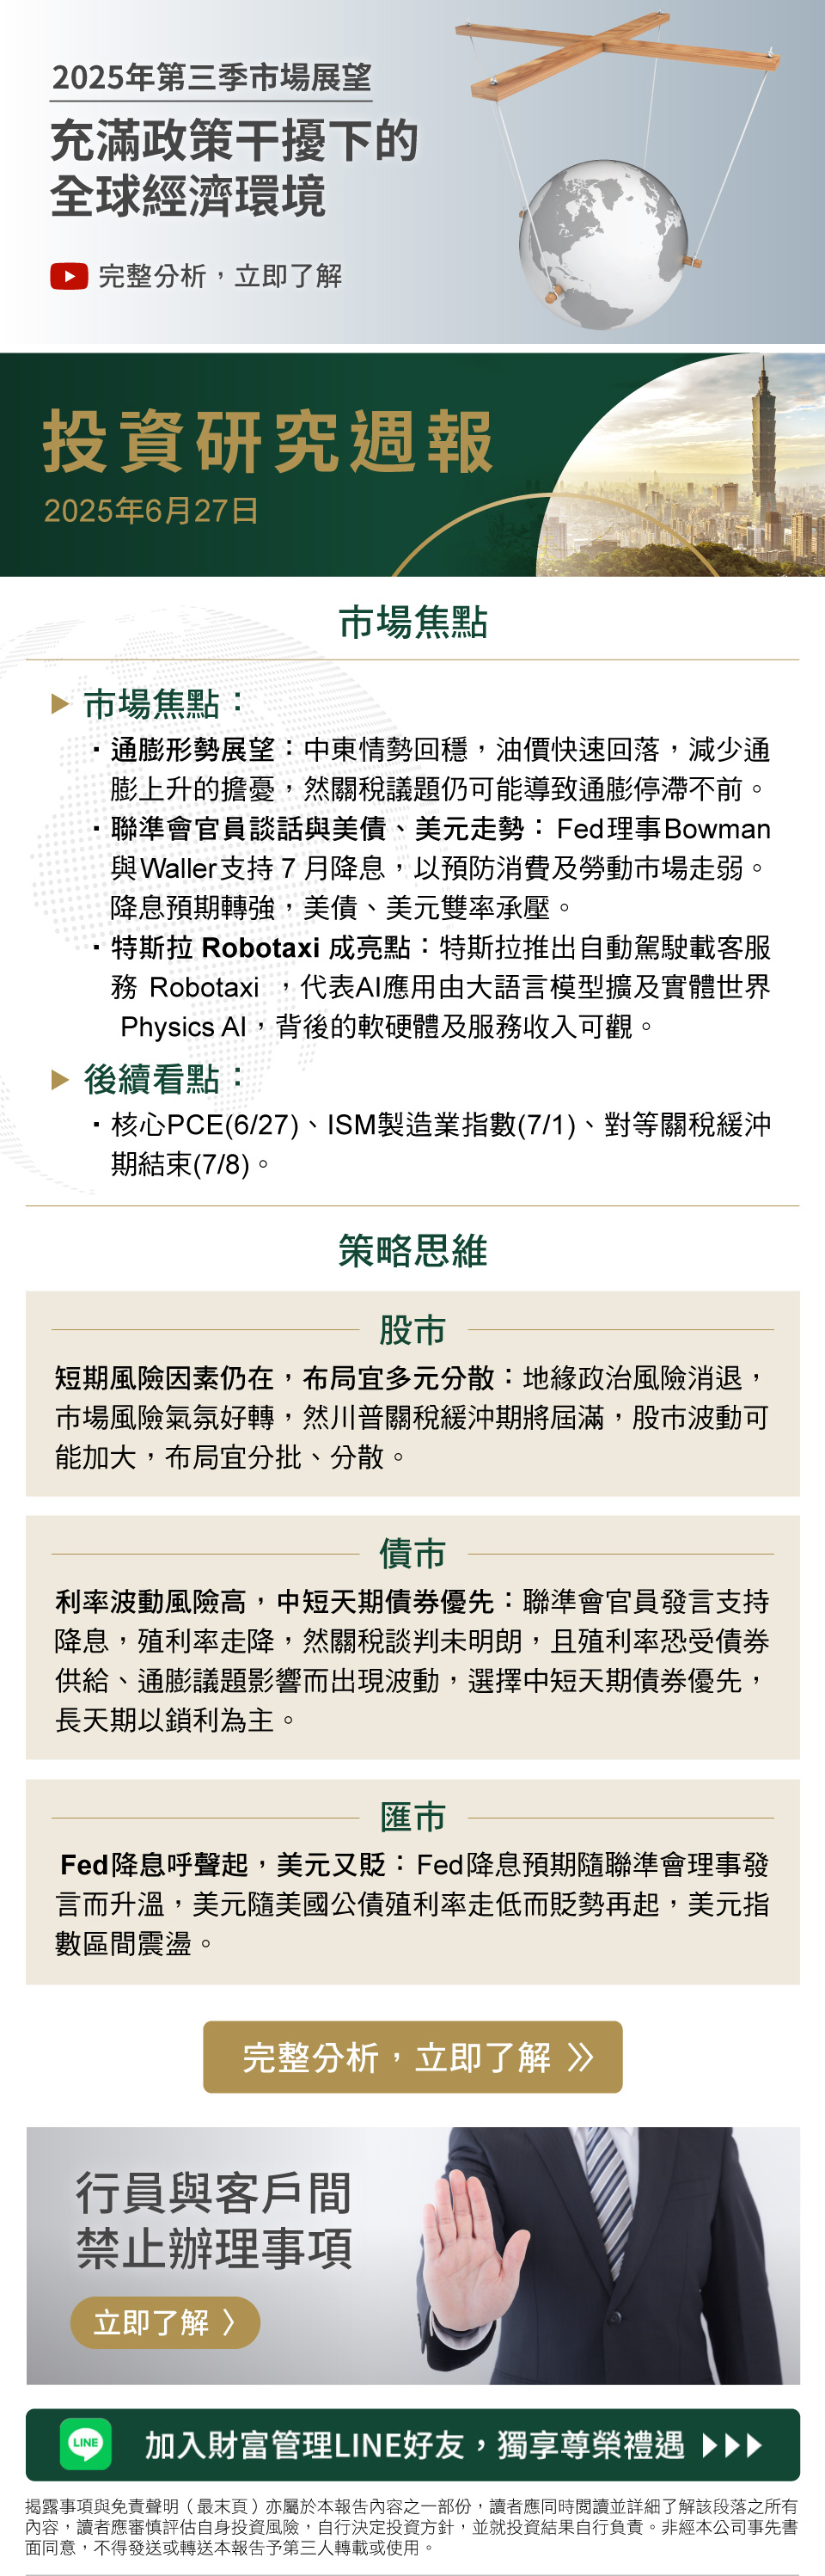 2025年第三季市場展望
充滿政策干擾下的
全球經濟環境
完整分析，立即了解
投資研究週報
2025年6月27日
市場焦點
市場焦點：
・通膨形勢展望：中東情勢回穩，油價快速回落，減少通
膨上升的擔憂，然關稅議題仍可能導致通膨停滯不前。
・聯準會官員談話與美債、美元走勢：Fed理事Bowman
與Waller支持 7 月降息，以預防消費及勞動市場走弱。
降息預期轉強，美債、美元雙率承壓。
・特斯拉 Robotaxi 成亮點：特斯拉推出自動駕駛載客服
務 Robotaxi ，代表AI應用由大語言模型擴及實體世界
Physics AI，背後的軟硬體及服務收入可觀。
後續看點：
・核心PCE(6/27)、ISM製造業指數(7/1)、對等關稅緩沖
期結束(7/8)。
策略思維
股市
短期風險因素仍在，布局宜多元分散：地緣政治風險消退，
市場風險氣氛好轉，然川普關稅緩沖期將屆滿，股市波動可
能加大，布局宜分批、分散。
債市
利率波動風險高，中短天期債券優先：聯準會官員發言支持
降息，殖利率走降，然關稅談判未明朗，且殖利率恐受債券
供給、通膨議題影響而出現波動，選擇中短天期債券優先，
長天期以鎖利為主。
匯市
Fed降息呼聲起，美元又貶：Fed降息預期隨聯準會理事發
言而升溫，美元隨美國公債殖利率走低而貶勢再起，美元指
數區間震盪。
完整分析，立即了解
行員與客戶間
禁止辦理事項
立即了解
LINE
加入財富管理LINE好友，獨享尊榮禮遇
揭露事項與免責聲明（最末頁）亦屬於本報告內容之一部份，讀者應同時閱讀並詳細了解該段落之所有
內容，讀者應審慎評估自身投資風險，自行決定投資方針，並就投資結果自行負責。非經本公司事先書
面同意，不得發送或轉送本報告予第三人轉載或使用。